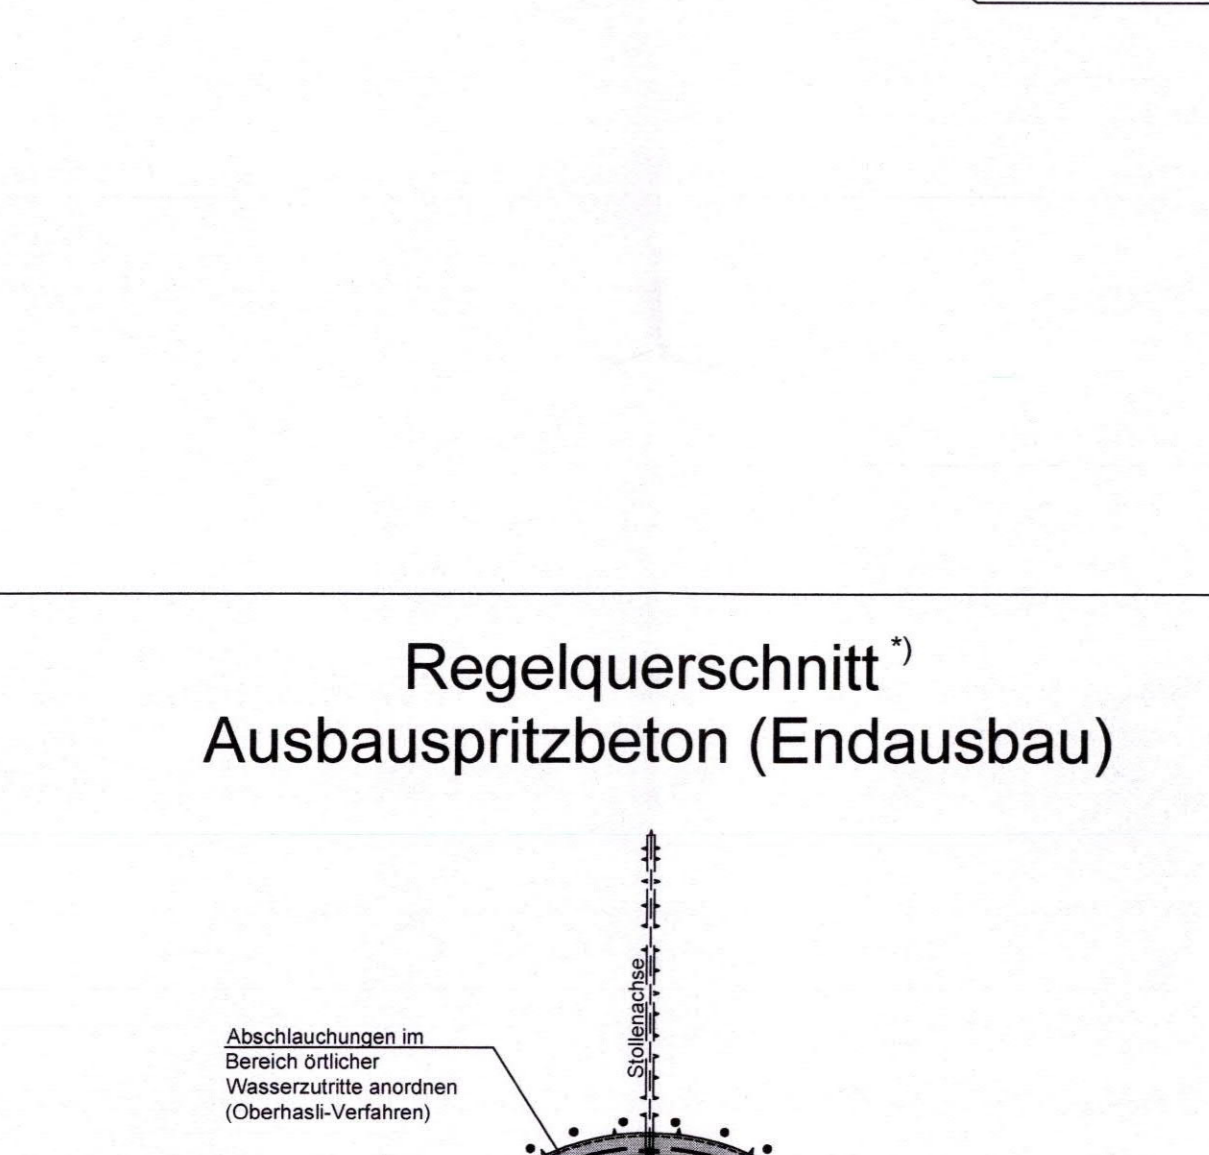 Regelquerschnitt *)
Ausbauspritzbeton (Endausbau)
Stollenachse
Abschlauchungen im
Bereich örtlicher
Wasserzutritte anordnen
(Oberhasli-Verfahren)